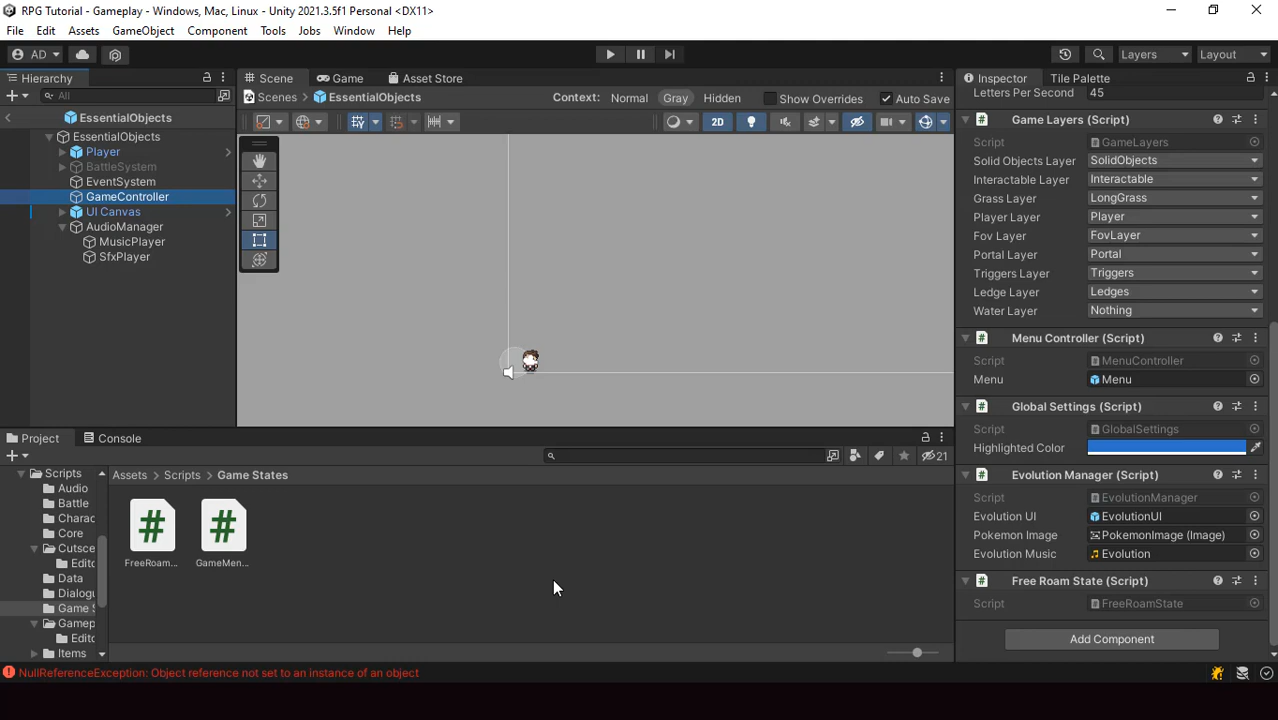 RPG Tutorial - Gameplay - Windows, Mac, Linux - Unity 2021.3.5f1 Personal <DX11>
File Edit Assets GameObject Component Tools Jobs Window Help
AD Layers Layout
Hierarchy Scene Game Asset Store Inspector Tile Palette
All Scenes EssentialObjects Context: Normal Gray Hidden Show Overrides Auto Save
EssentialObjects
2D
EssentialObjects
Player
BattleSystem
EventSystem
GameController
UI Canvas
AudioManager
MusicPlayer
SfxPlayer
Letters Per Second 45
Game Layers (Script)
Script GameLayers
Solid Objects Layer SolidObjects
Interactable Layer Interactable
Grass Layer LongGrass
Player Layer Player
Fov Layer FovLayer
Portal Layer Portal
Triggers Layer Triggers
Ledge Layer Ledges
Water Layer Nothing
Menu Controller (Script)
Script MenuController
Menu Menu
Global Settings (Script)
Script GlobalSettings
Highlighted Color
Evolution Manager (Script)
Script EvolutionManager
Evolution UI EvolutionUI
Pokemon Image PokemonImage (Image)
Evolution Music Evolution
Free Roam State (Script)
Script FreeRoamState
Add Component
Project Console
21
Scripts
Audio
Battle
Charac
Core
Cutsce
Edito
Data
Dialogu
Game S
Gamep
Edito
Items
Assets > Scripts > Game States
FreeRoam... GameMen...
NullReferenceException: Object reference not set to an instance of an object